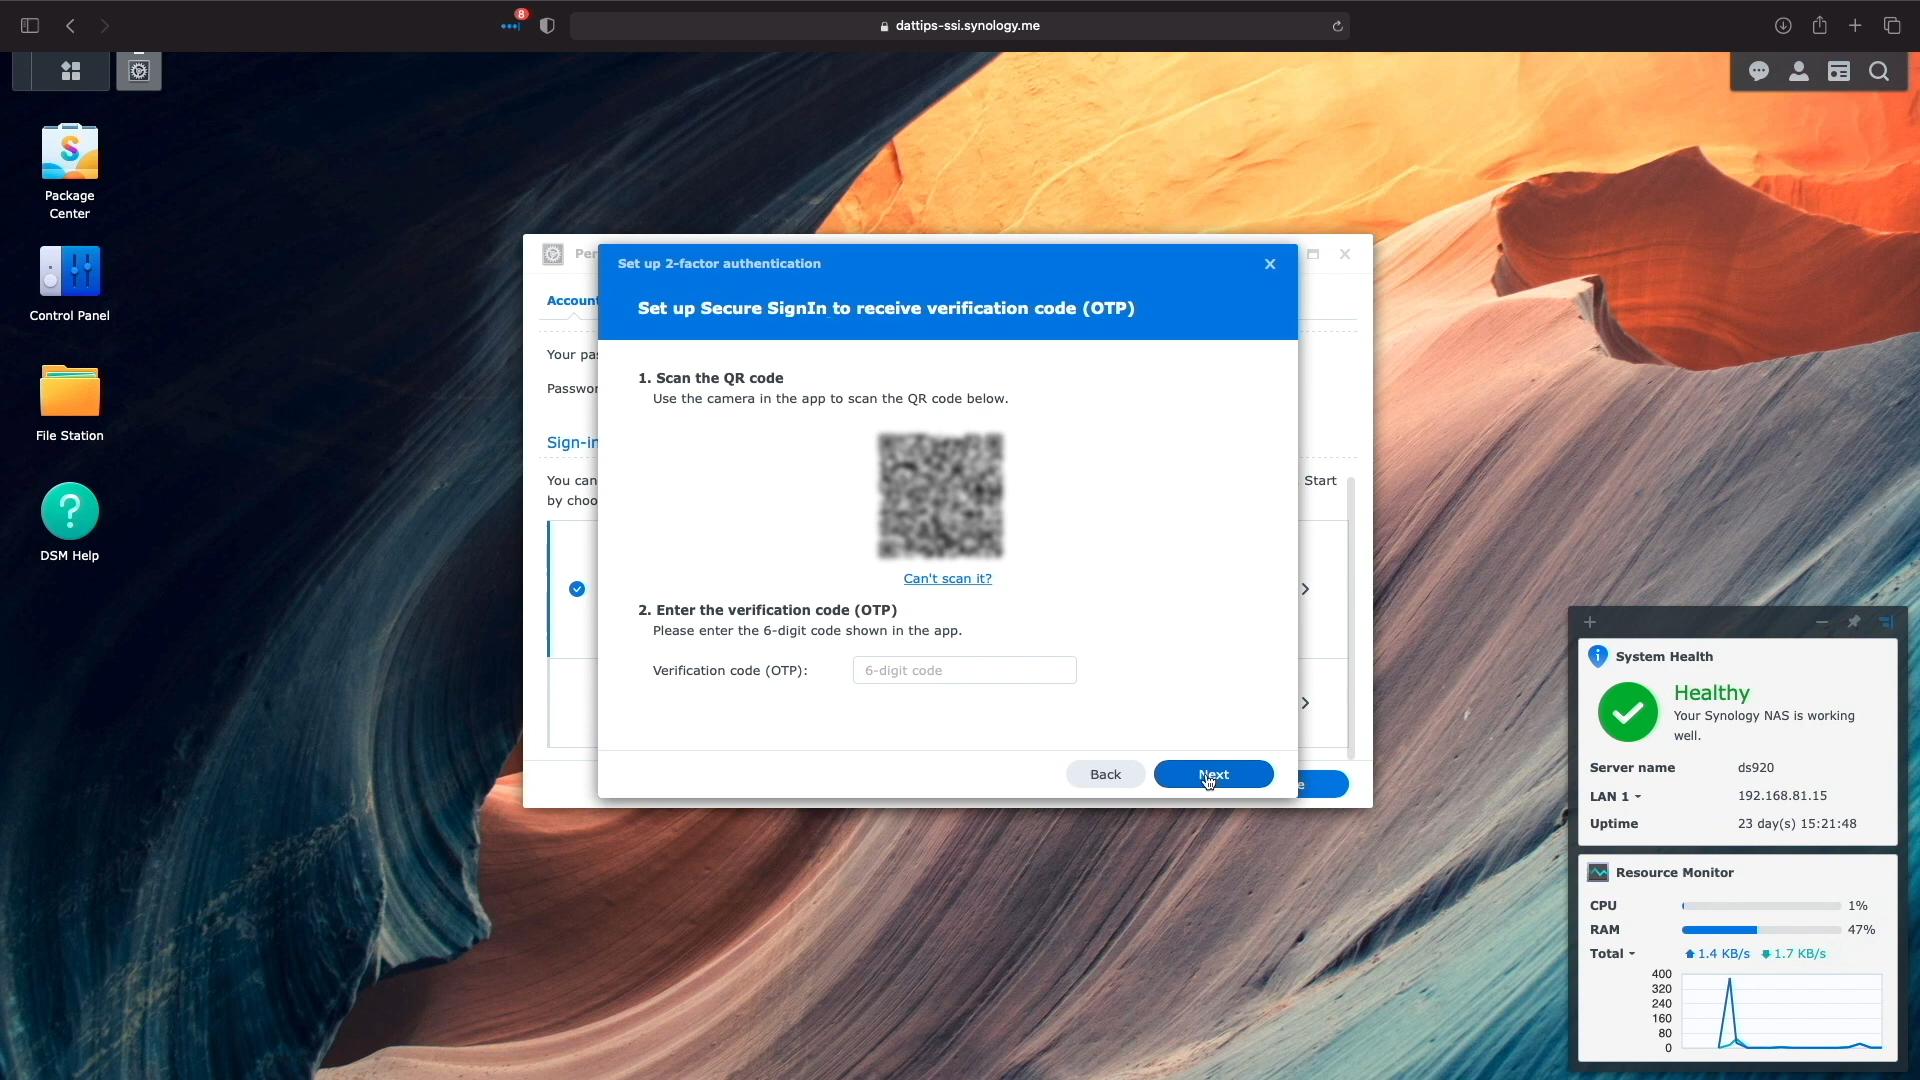 8
dattips-ssi.synology.me
Package
Center
Control Panel
File Station
DSM Help
Set up 2-factor authentication
Set up Secure SignIn to receive verification code (OTP)
Account
Your
Sign-in
You can
Start
by
1. Scan the QR code
Use the camera in the app to scan the QR code below.
Can't scan it?
2. Enter the verification code (OTP)
Please enter the 6-digit code shown in the app.
Verification code (OTP):
6-digit code
Back
Next
System Health
Healthy
Your Synology NAS is working
well.
Server name
ds920
LAN 1
192.168.81.15
Uptime
23 day(s) 15:21:48
Resource Monitor
CPU
1%
RAM
47%
Total
1.4 KB/s
1.7 KB/s
400
320
240
160
80
0